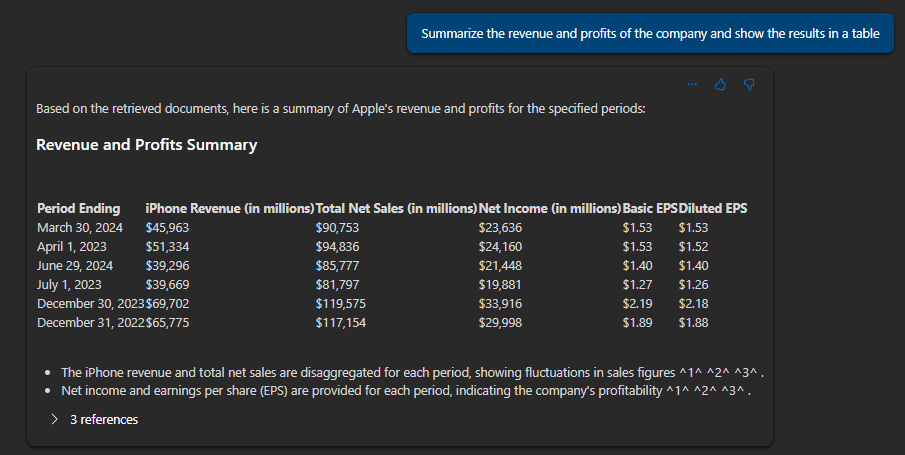 Summarize the revenue and profits of the company and show the results in a table
Based on the retrieved documents, here is a summary of Apple's revenue and profits for the specified periods:
Revenue and Profits Summary
Period Ending iPhone Revenue (in millions) Total Net Sales (in millions) Net Income (in millions) Basic EPS Diluted EPS
March 30, 2024 $45,963 $90,753 $23,636 $1.53 $1.53
April 1, 2023 $51,334 $94,836 $24,160 $1.53 $1.52
June 29, 2024 $39,296 $85,777 $21,448 $1.40 $1.40
July 1, 2023 $39,669 $81,797 $19,881 $1.27 $1.26
December 30, 2023 $69,702 $119,575 $33,916 $2.19 $2.18
December 31, 2022 $65,775 $117,154 $29,998 $1.89 $1.88
• The iPhone revenue and total net sales are disaggregated for each period, showing fluctuations in sales figures ^1^ ^2^ ^3^ .
• Net income and earnings per share (EPS) are provided for each period, indicating the company's profitability ^1^ ^2^ ^3^ .
3 references